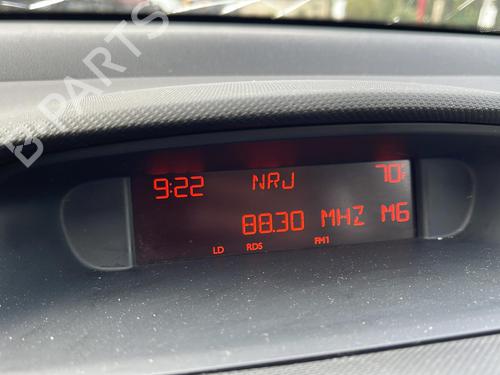 B-PARTS
9:22 NRJ 70°F
88.30 MHZ M6
LD RDS FM1